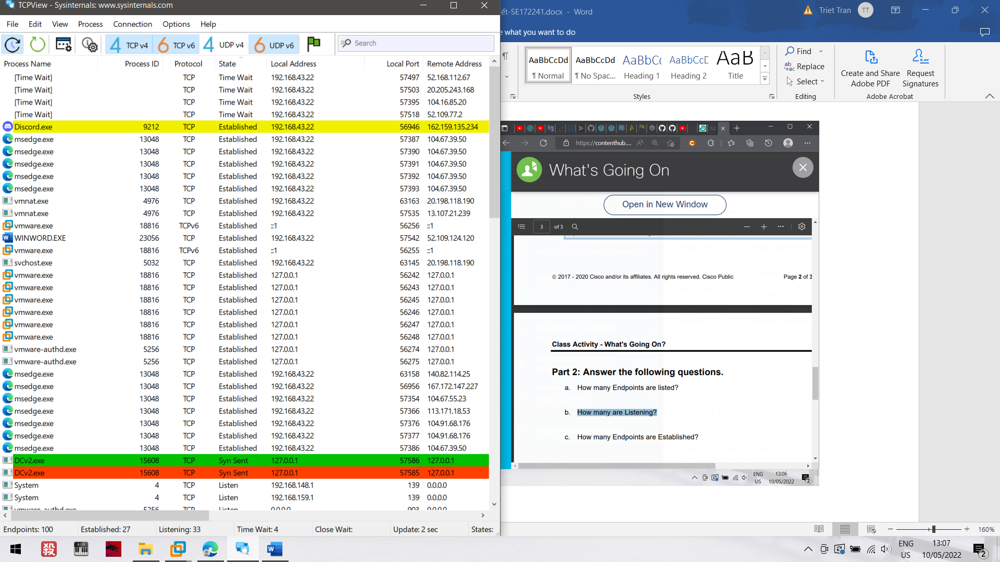 TCPView - Sysinternals: www.sysinternals.com
File Edit View Process Connection Options Help
4 TCP v4 6 TCP v6 4 UDP v4 6 UDP v6 Search
Process Name Process ID Protocol State Local Address Local Port Remote Address
[Time Wait] TCP Time Wait 192.168.43.22 57497 52.168.112.67
[Time Wait] TCP Time Wait 192.168.43.22 57503 20.205.243.168
[Time Wait] TCP Time Wait 192.168.43.22 57395 104.16.85.20
[Time Wait] TCP Time Wait 192.168.43.22 57518 52.109.77.2
Discord.exe 9212 TCP Established 192.168.43.22 56946 162.159.135.234
msedge.exe 13048 TCP Established 192.168.43.22 57387 104.67.39.50
msedge.exe 13048 TCP Established 192.168.43.22 57390 104.67.39.50
msedge.exe 13048 TCP Established 192.168.43.22 57391 104.67.39.50
msedge.exe 13048 TCP Established 192.168.43.22 57392 104.67.39.50
msedge.exe 13048 TCP Established 192.168.43.22 57393 104.67.39.50
vmnat.exe 4976 TCP Established 192.168.43.22 63163 20.198.118.190
vmnat.exe 4976 TCP Established 192.168.43.22 57535 13.107.21.239
vmware.exe 18816 TCPv6 Established ::1 56256 ::1
WINWORD.EXE 23056 TCP Established 192.168.43.22 57542 52.109.124.120
vmware.exe 18816 TCPv6 Established ::1 56255 ::1
svchost.exe 5032 TCP Established 192.168.43.22 63145 20.198.118.190
vmware.exe 18816 TCP Established 127.0.0.1 56242 127.0.0.1
vmware.exe 18816 TCP Established 127.0.0.1 56243 127.0.0.1
vmware.exe 18816 TCP Established 127.0.0.1 56245 127.0.0.1
vmware.exe 18816 TCP Established 127.0.0.1 56246 127.0.0.1
vmware.exe 18816 TCP Established 127.0.0.1 56247 127.0.0.1
vmware.exe 18816 TCP Established 127.0.0.1 56248 127.0.0.1
vmware-authd.exe 5256 TCP Established 127.0.0.1 56274 127.0.0.1
vmware-authd.exe 5256 TCP Established 127.0.0.1 56275 127.0.0.1
msedge.exe 13048 TCP Established 192.168.43.22 63158 140.82.114.25
msedge.exe 13048 TCP Established 192.168.43.22 56956 167.172.147.227
msedge.exe 13048 TCP Established 192.168.43.22 57354 104.67.55.23
msedge.exe 13048 TCP Established 192.168.43.22 57366 113.171.18.53
msedge.exe 13048 TCP Established 192.168.43.22 57376 104.91.68.176
msedge.exe 13048 TCP Established 192.168.43.22 57377 104.91.68.176
msedge.exe 13048 TCP Established 192.168.43.22 57386 104.67.39.50
DCv2.exe 15608 TCP Syn Sent 127.0.0.1 57586 127.0.0.1
DCv2.exe 15608 TCP Syn Sent 127.0.0.1 57585 127.0.0.1
System 4 TCP Listen 192.168.148.1 139 0.0.0.0
System 4 TCP Listen 192.168.159.1 139 0.0.0.0
vmware-authd.exe 5256 TCP Listen 0.0.0.0 903 0.0.0.0
Endpoints: 100 Established: 27 Listening: 33 Time Wait: 4 Close Wait: Update: 2 sec States:
ết-SE172241.docx - Word Triet Tran TT
e what you want to do
AaBbCcDd AaBbCcDd AaBbCc AaBbCcD AaB
¶ Normal ¶ No Spac... Heading 1 Heading 2 Title
Styles
Find
Replace
Select
Editing
Create and Share Adobe PDF
Request Signatures
Adobe Acrobat
https://contenthub....
What's Going On
Open in New Window
3 of 3
© 2017 - 2020 Cisco and/or its affiliates. All rights reserved. Cisco Public Page 2 of 3
Class Activity - What's Going On?
Part 2: Answer the following questions.
a. How many Endpoints are listed?
b. How many are Listening?
c. How many Endpoints are Established?
ENG US 13:06 10/05/2022 2
160%
殺 EOP
ENG US 13:07 10/05/2022 2